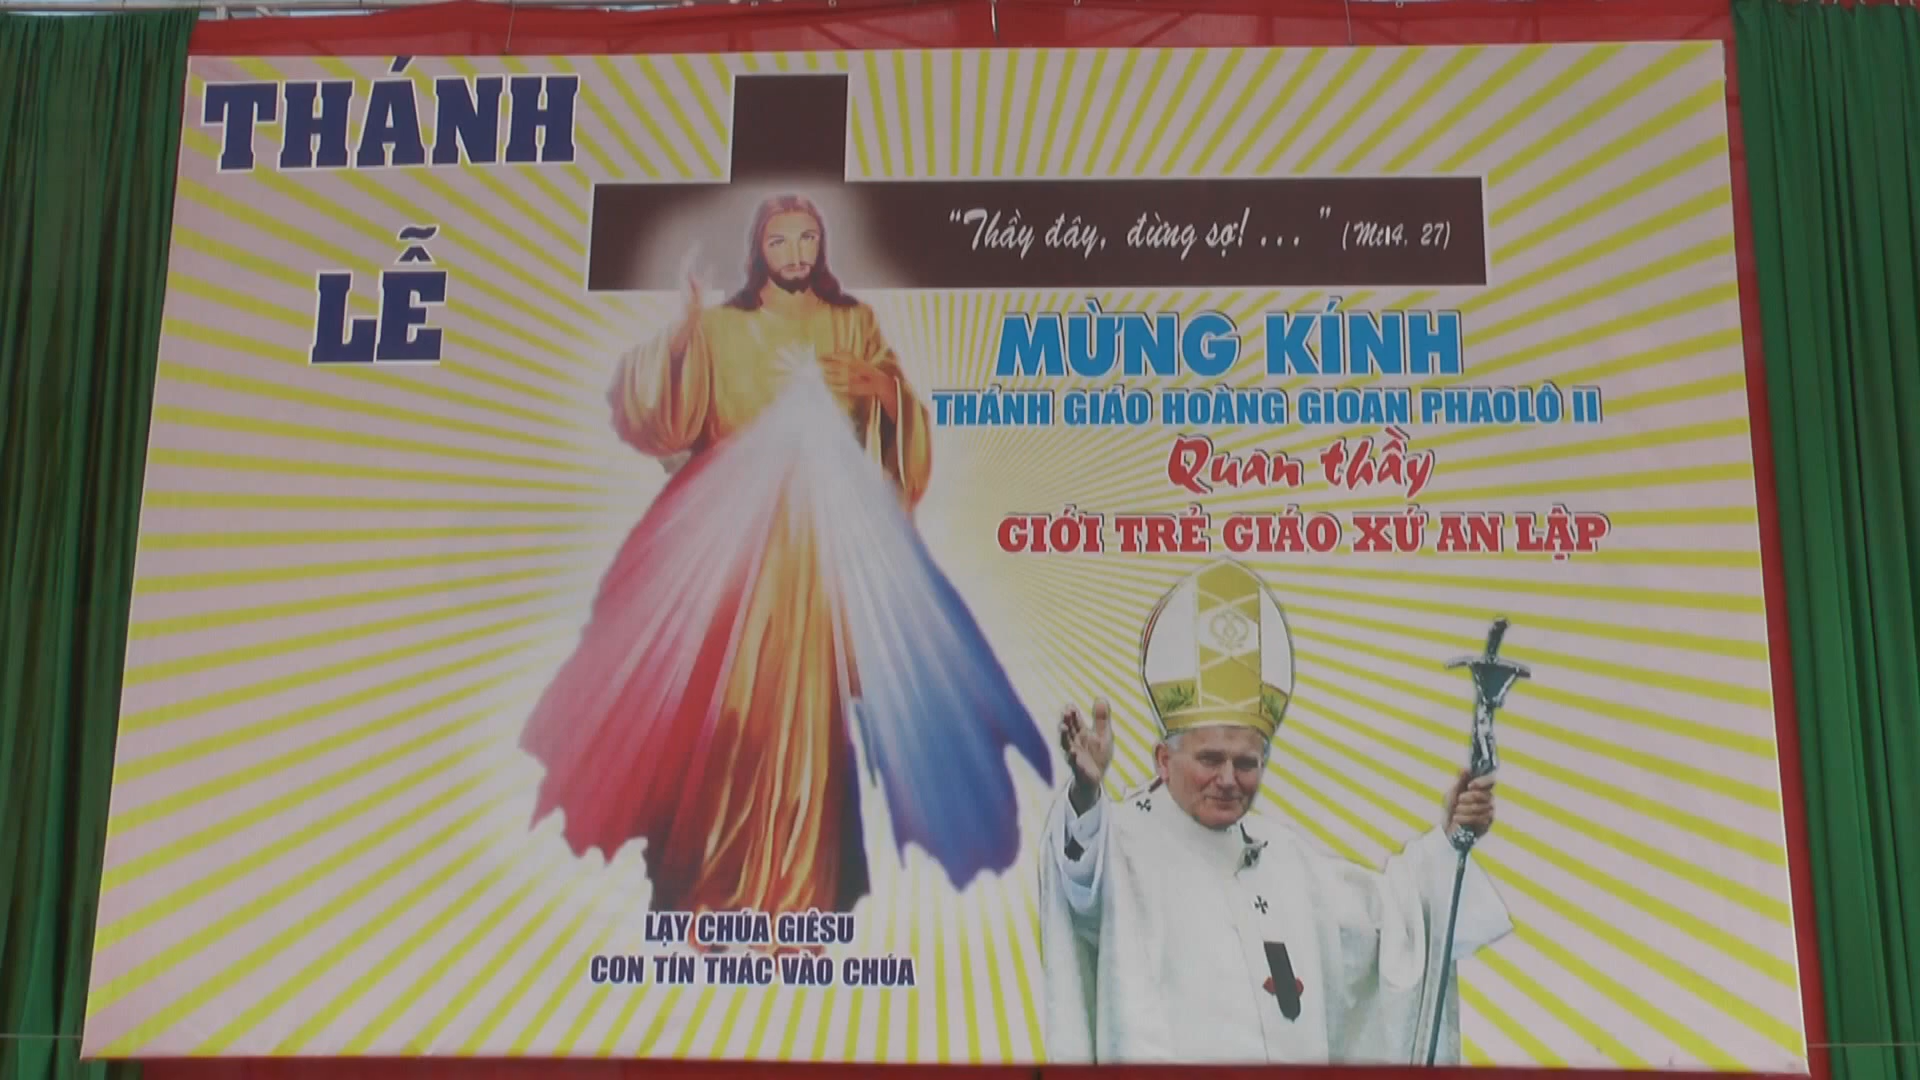 THÁNH
LỄ
“Thầy đây, đừng sợ!...” (Mt14, 27)
MỪNG KÍNH
THÁNH GIÁO HOÀNG GIOAN PHAOLÔ II
Quan thầy
GIỚI TRẺ GIÁO XỨ AN LẬP
LẠY CHÚA GIÊSU
CON TÍN THÁC VÀO CHÚA